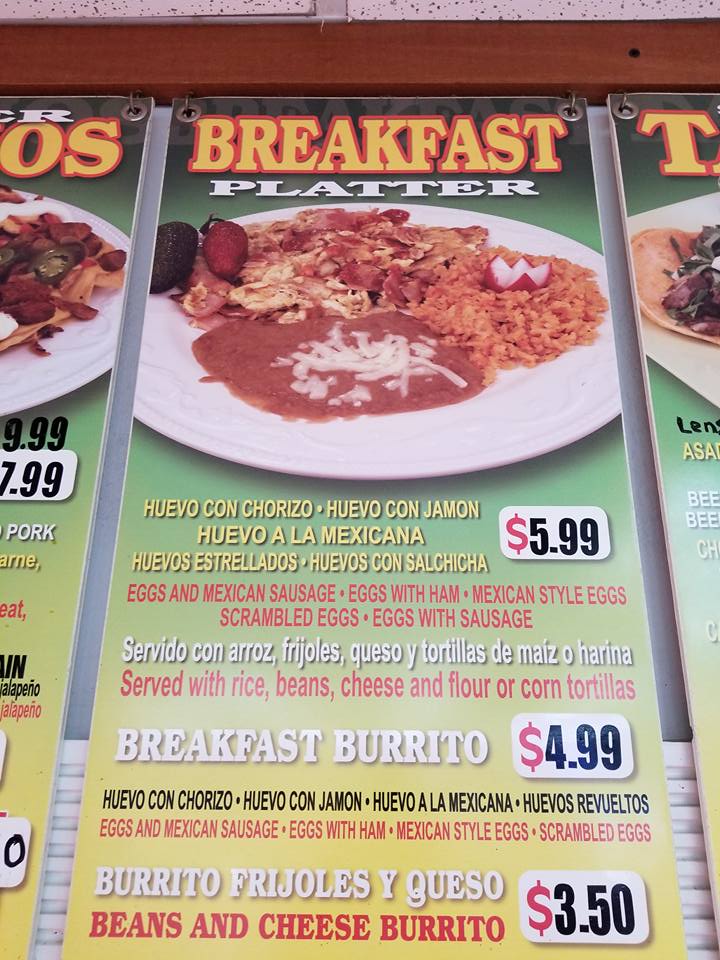 OS
9.99
7.99
PORK
arne,
eat,
AIN
jalapeño
jalapeño
BREAKFAST
PLATTER
HUEVO CON CHORIZO • HUEVO CON JAMON
HUEVO A LA MEXICANA
HUEVOS ESTRELLADOS • HUEVOS CON SALCHICHA
$5.99
EGGS AND MEXICAN SAUSAGE • EGGS WITH HAM • MEXICAN STYLE EGGS
SCRAMBLED EGGS • EGGS WITH SAUSAGE
Servido con arroz, frijoles, queso y tortillas de maíz o harina
Served with rice, beans, cheese and flour or corn tortillas
BREAKFAST BURRITO $4.99
HUEVO CON CHORIZO • HUEVO CON JAMON • HUEVO A LA MEXICANA • HUEVOS REVUELTOS
EGGS AND MEXICAN SAUSAGE • EGGS WITH HAM • MEXICAN STYLE EGGS • SCRAMBLED EGGS
BURRITO FRIJOLES Y QUESO
BEANS AND CHEESE BURRITO
$3.50
TA
Len
ASA
BEE
BEE